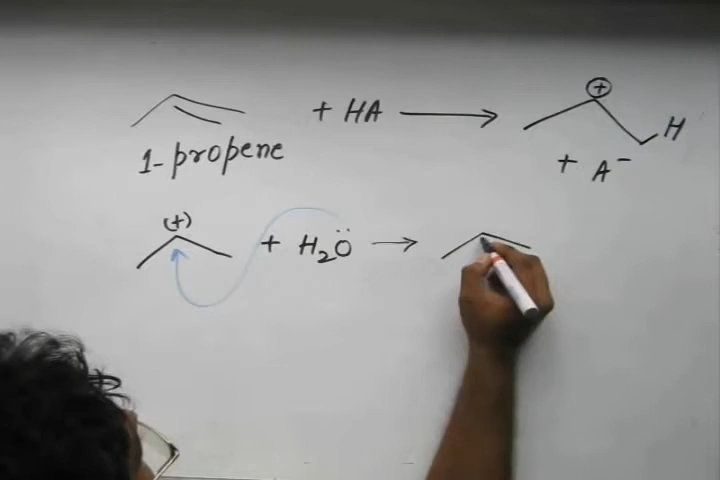 + HA ⟶ ⊕ H
1-propene + A⁻
(+) + H₂Ö ⟶